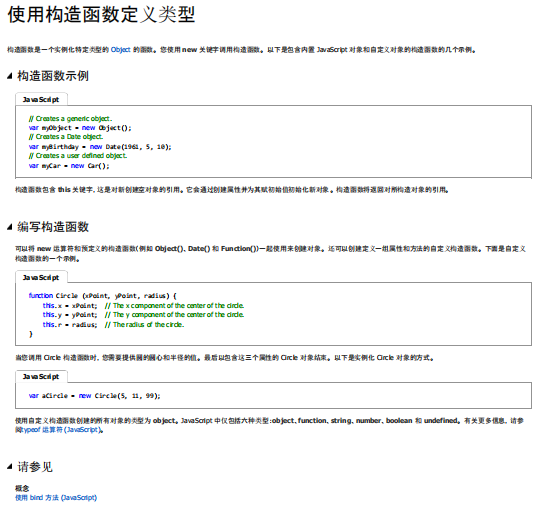 使用构造函数定义类型
构造函数是一个实例化特定类型的 Object 的函数。您使用 new 关键字调用构造函数。以下是包含内置 JavaScript 对象和自定义对象的构造函数的几个示例。
构造函数示例
JavaScript
// Creates a generic object.
var myObject = new Object();
// Creates a Date object.
var myBirthday = new Date(1961, 5, 10);
// Creates a user defined object.
var myCar = new Car();
构造函数包含 this 关键字，这是对新创建空对象的引用。它会通过创建属性并为其赋初始值初始化新对象。构造函数将返回对所构造对象的引用。
编写构造函数
可以将 new 运算符和预定义的构造函数(例如 Object()、Date() 和 Function())一起使用来创建对象。还可以创建定义一组属性和方法的自定义构造函数。下面是自定义
构造函数的一个示例。
JavaScript
function Circle (xPoint, yPoint, radius) {
this.x = xPoint; // The x component of the center of the circle.
this.y = yPoint; // The y component of the center of the circle.
this.r = radius; // The radius of the circle.
}
当您调用 Circle 构造函数时，您需要提供圆的圆心和半径的值。最后以包含这三个属性的 Circle 对象结束。以下是实例化 Circle 对象的方式。
JavaScript
var aCircle = new Circle(5, 11, 99);
使用自定义构造函数创建的所有对象的类型为 object。JavaScript 中仅包括六种类型:object、function、string、number、boolean 和 undefined。有关更多信息，请参
阅typeof 运算符 (JavaScript)。
请参见
概念
使用 bind 方法 (JavaScript)